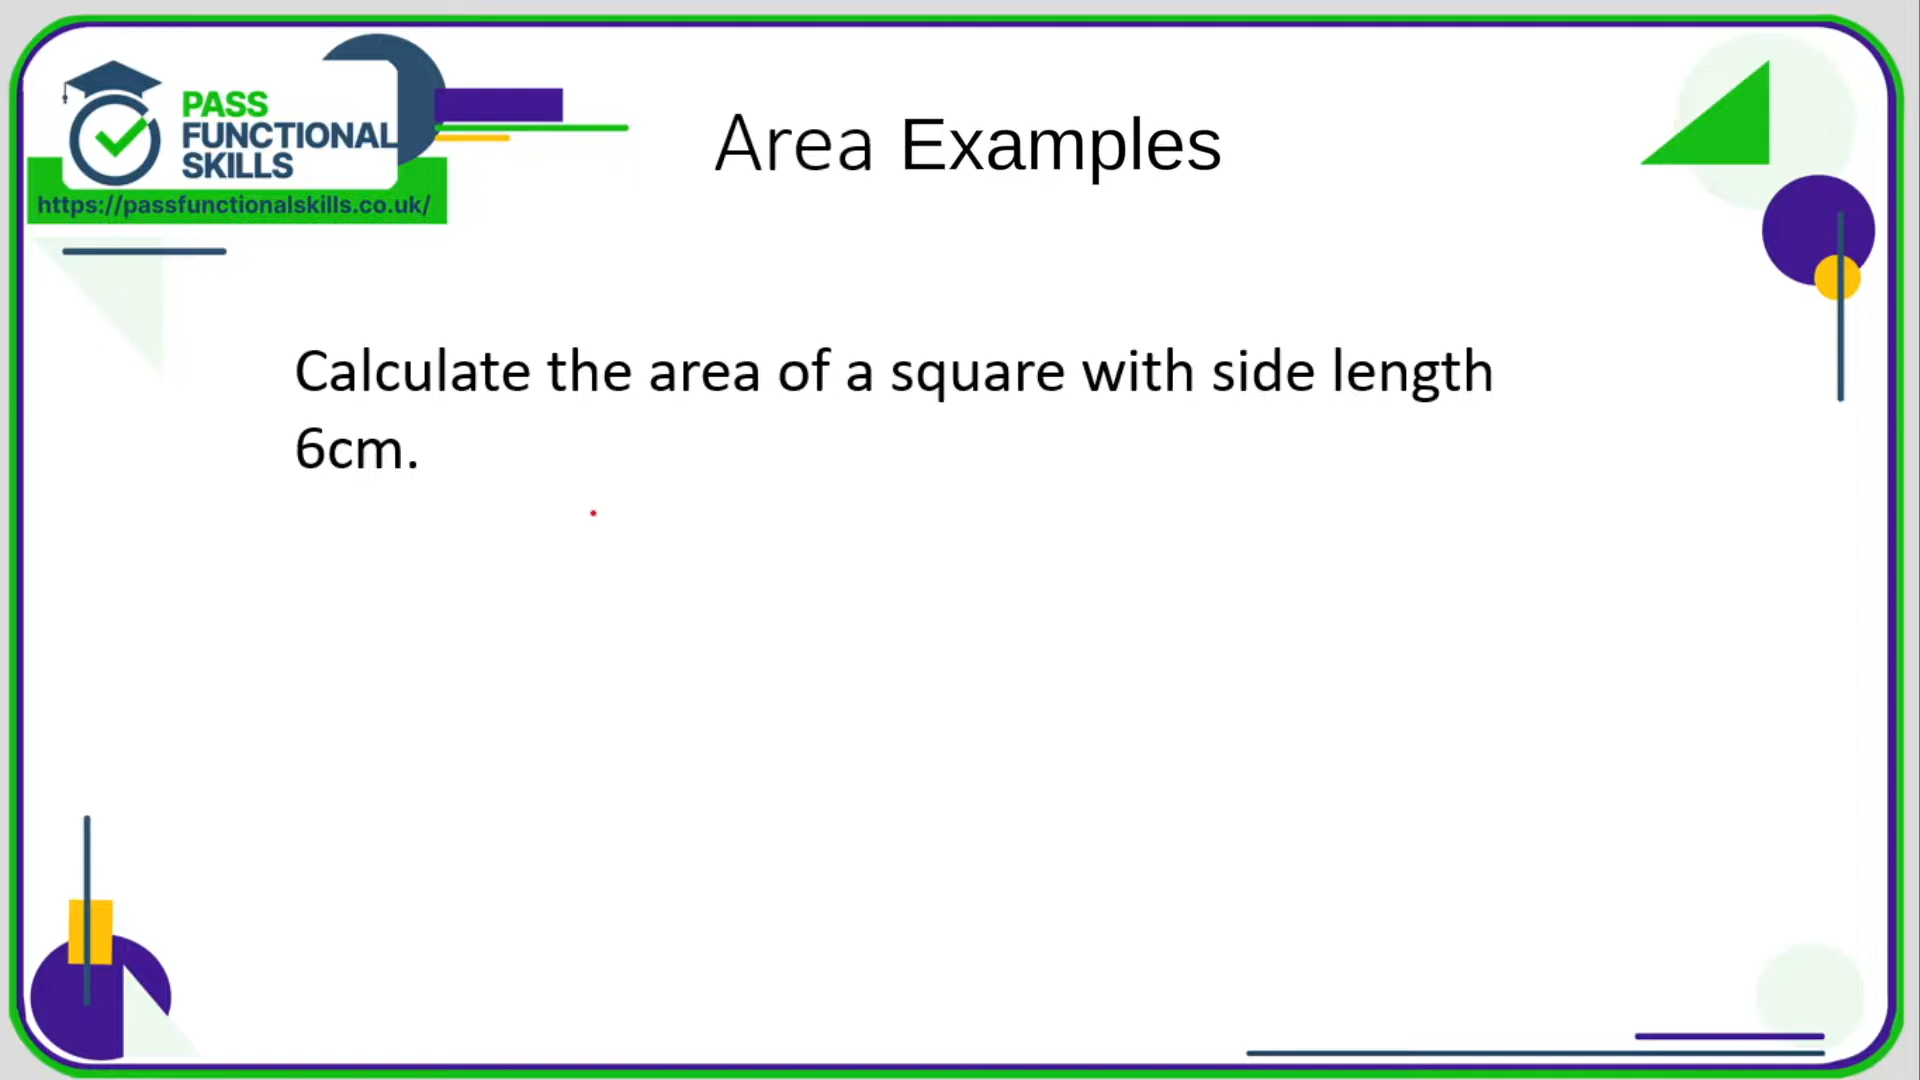 PASS
FUNCTIONAL
SKILLS
https://passfunctionalskills.co.uk/
Area Examples
Calculate the area of a square with side length
6cm.